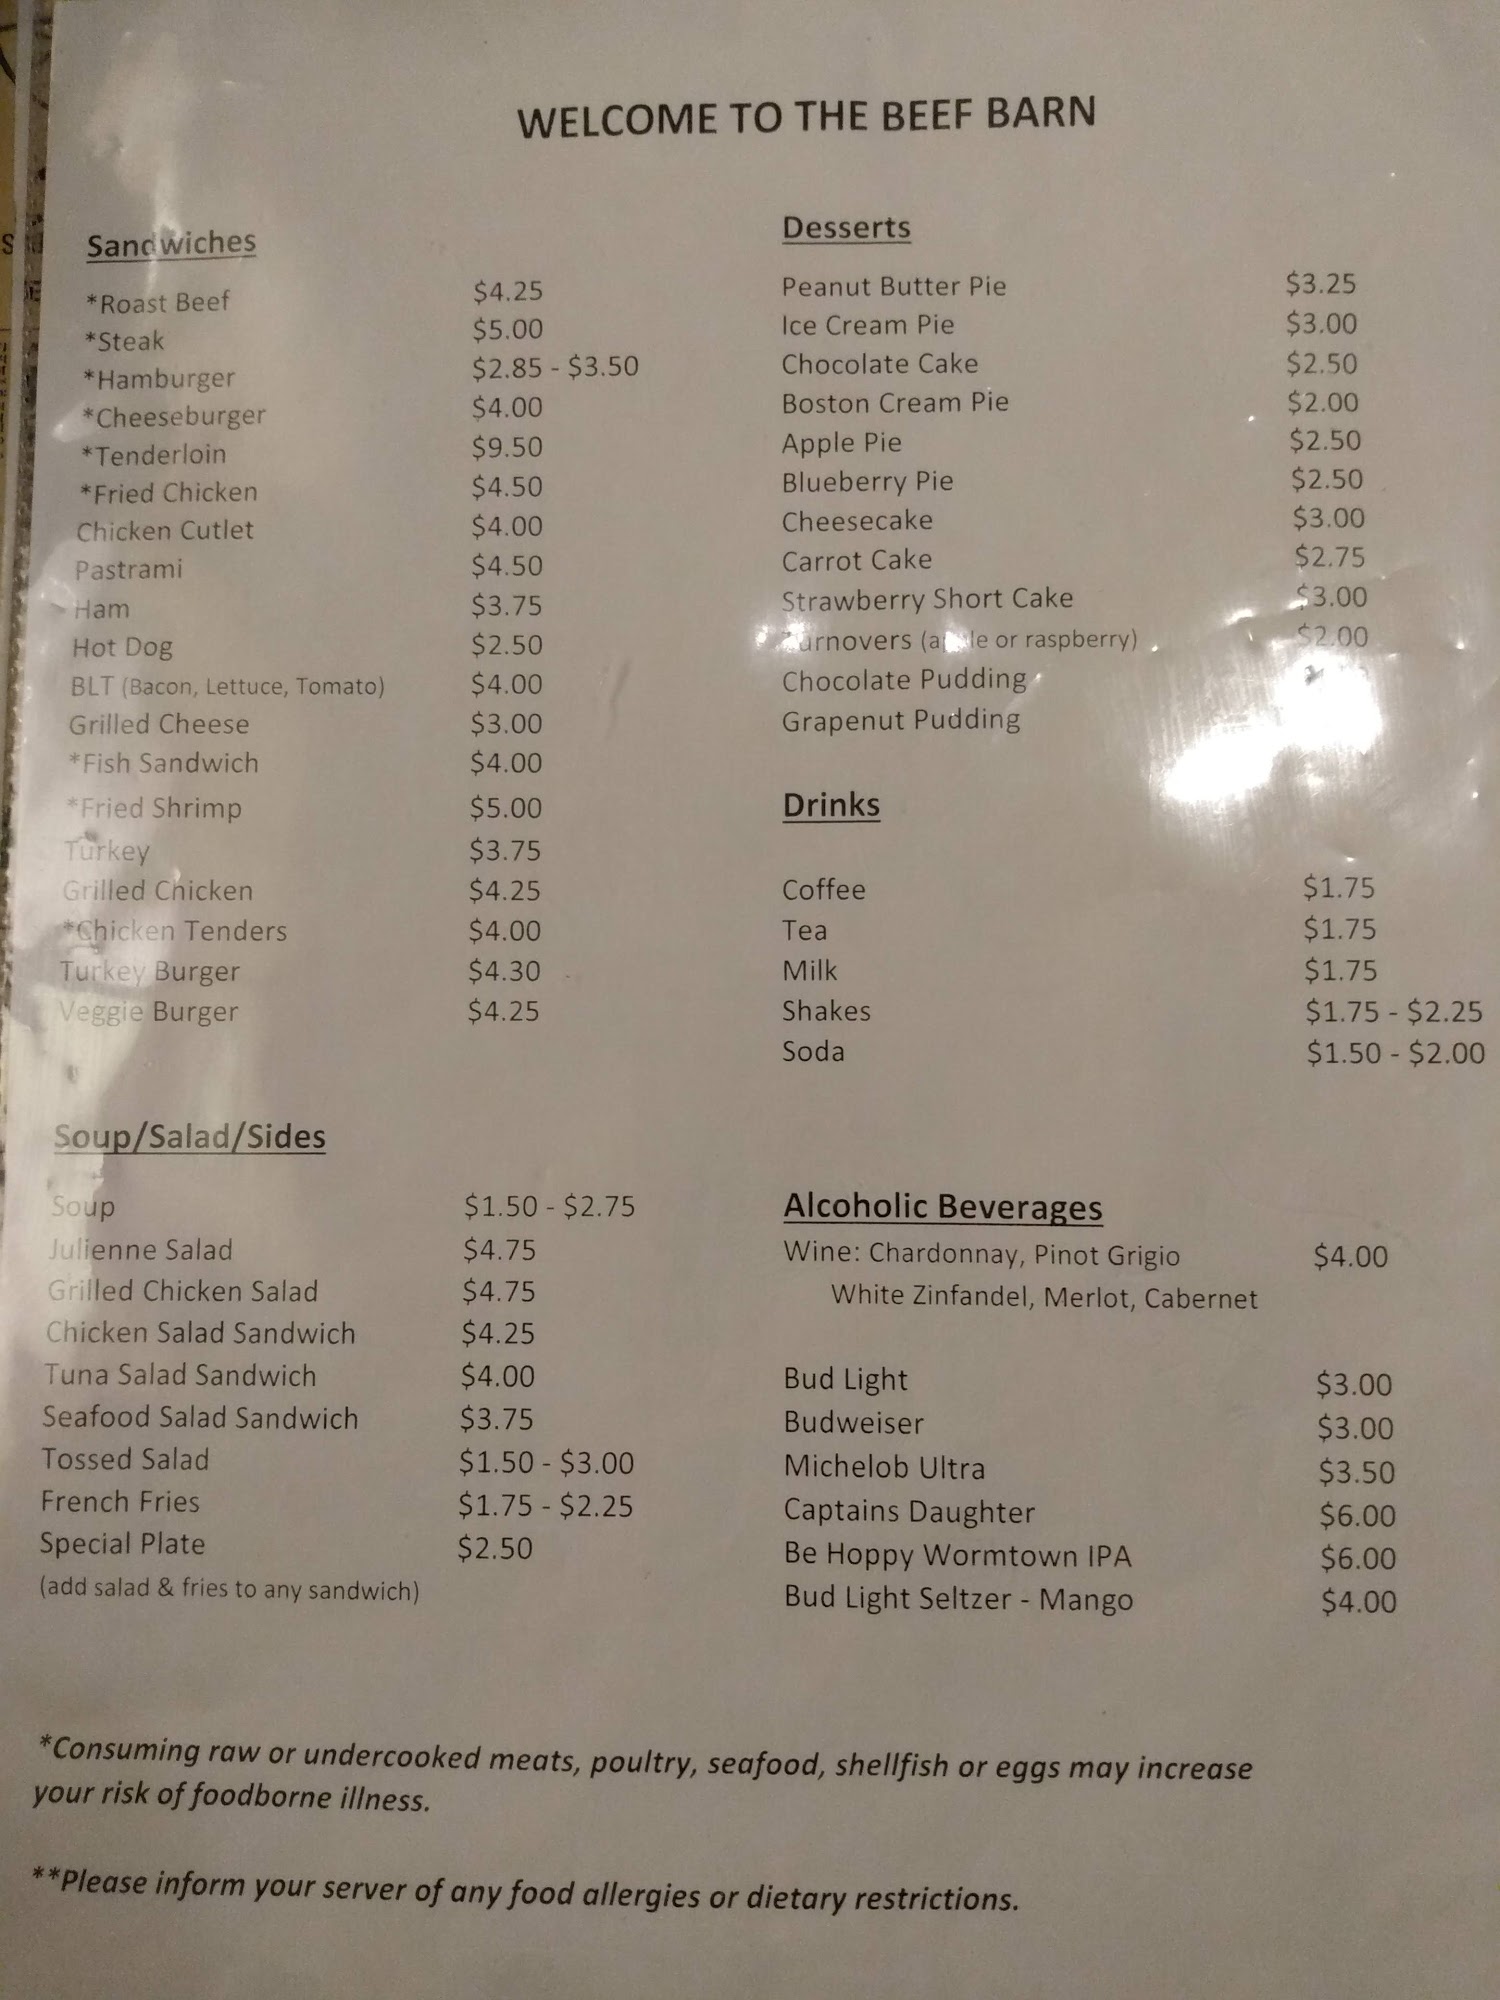 WELCOME TO THE BEEF BARN
Sandwiches
*Roast Beef $4.25
*Steak $5.00
*Hamburger $2.85 - $3.50
*Cheeseburger $4.00
*Tenderloin $9.50
*Fried Chicken $4.50
Chicken Cutlet $4.00
Pastrami $4.50
Ham $3.75
Hot Dog $2.50
BLT (Bacon, Lettuce, Tomato) $4.00
Grilled Cheese $3.00
*Fish Sandwich $4.00
*Fried Shrimp $5.00
Turkey $3.75
Grilled Chicken $4.25
*Chicken Tenders $4.00
Turkey Burger $4.30
Veggie Burger $4.25
Soup/Salad/Sides
Soup $1.50 - $2.75
Julienne Salad $4.75
Grilled Chicken Salad $4.75
Chicken Salad Sandwich $4.25
Tuna Salad Sandwich $4.00
Seafood Salad Sandwich $3.75
Tossed Salad $1.50 - $3.00
French Fries $1.75 - $2.25
Special Plate $2.50
(add salad & fries to any sandwich)
Desserts
Peanut Butter Pie $3.25
Ice Cream Pie $3.00
Chocolate Cake $2.50
Boston Cream Pie $2.00
Apple Pie $2.50
Blueberry Pie $2.50
Cheesecake $3.00
Carrot Cake $2.75
Strawberry Short Cake $3.00
Turnovers (apple or raspberry) $2.00
Chocolate Pudding
Grapenut Pudding
Drinks
Coffee $1.75
Tea $1.75
Milk $1.75
Shakes $1.75 - $2.25
Soda $1.50 - $2.00
Alcoholic Beverages
Wine: Chardonnay, Pinot Grigio $4.00
White Zinfandel, Merlot, Cabernet
Bud Light $3.00
Budweiser $3.00
Michelob Ultra $3.50
Captains Daughter $6.00
Be Hoppy Wormtown IPA $6.00
Bud Light Seltzer - Mango $4.00
*Consuming raw or undercooked meats, poultry, seafood, shellfish or eggs may increase
your risk of foodborne illness.
**Please inform your server of any food allergies or dietary restrictions.